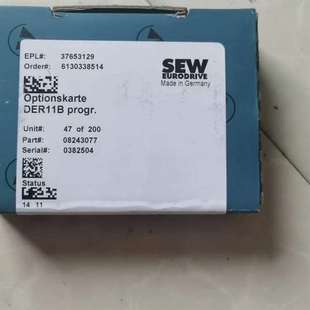 EPL#: 37653129
Order#: 6130338514
SEW
EURODRIVE
Made in Germany
Optionskarte
DER11B progr.
Unit#: 47 of 200
Part#: 08243077
Serial#: 0382504
Status
14 11